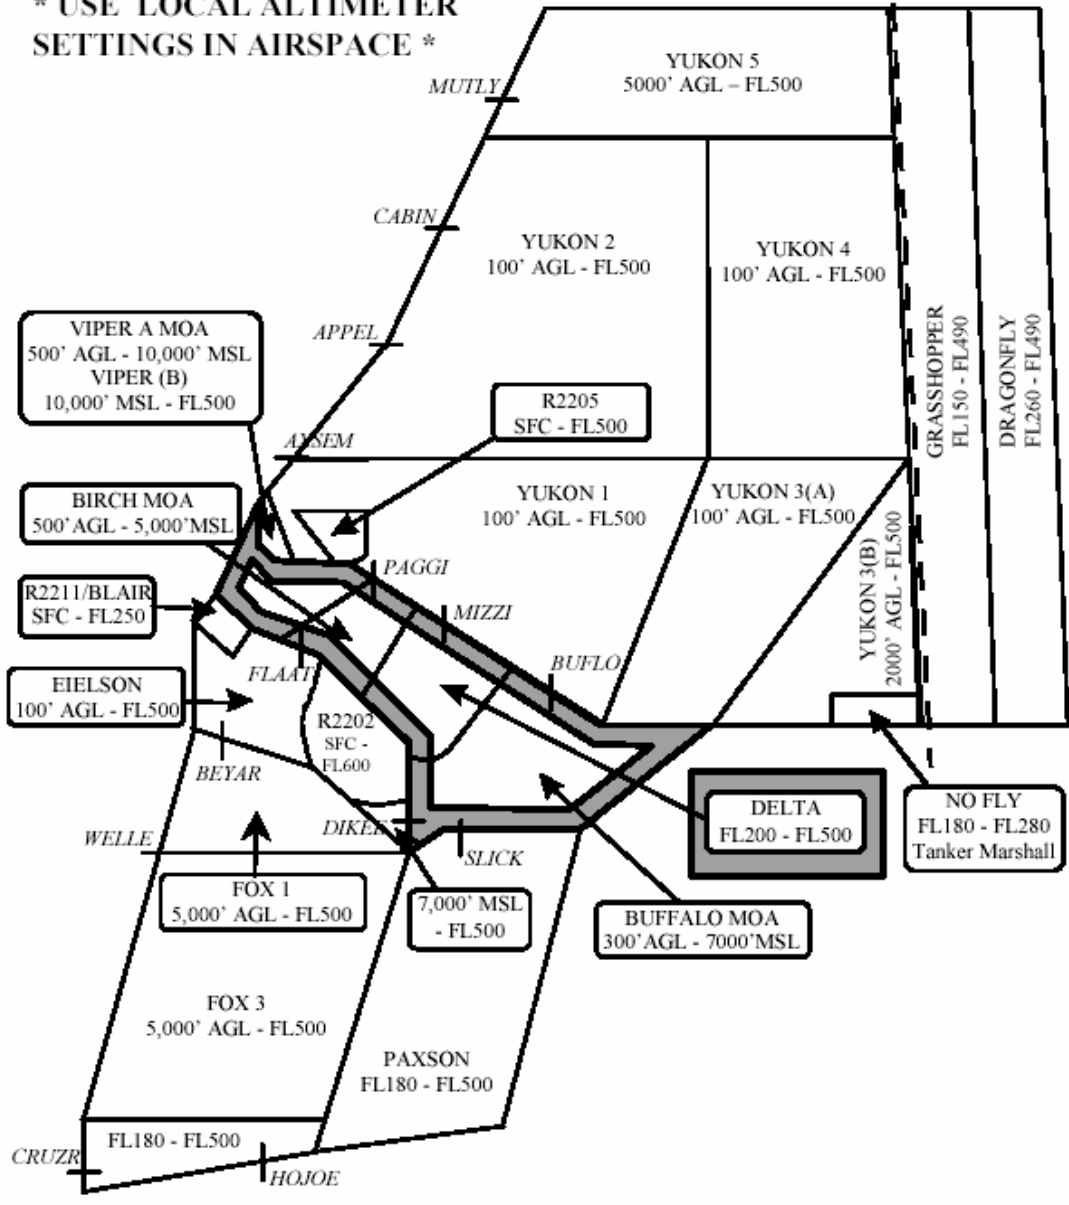 * USE LOCAL ALTIMETER
SETTINGS IN AIRSPACE *
YUKON 5
5000' AGL – FL500
MUTLY
CABIN
YUKON 2
100' AGL - FL500
YUKON 4
100' AGL - FL500
APPEL
VIPER A MOA
500' AGL - 10,000' MSL
VIPER (B)
10,000' MSL - FL500
GRASSHOPPER
FL150 - FL490
DRAGONFLY
FL260 - FL490
R2205
SFC - FL500
AYSEM
BIRCH MOA
500'AGL - 5,000'MSL
YUKON 1
100' AGL - FL500
YUKON 3(A)
100' AGL - FL500
YUKON 3(B)
2000' AGL - FL500
PAGGI
R2211/BLAIR
SFC - FL250
MIZZI
BUFLO
FLAAT
EIELSON
100' AGL - FL500
R2202
SFC -
FL600
BEYAR
DIKEE
WELLE
SLICK
DELTA
FL200 - FL500
NO FLY
FL180 - FL280
Tanker Marshall
FOX 1
5,000' AGL - FL500
7,000' MSL
- FL500
BUFFALO MOA
300'AGL - 7000'MSL
FOX 3
5,000' AGL - FL500
PAXSON
FL180 - FL500
FL180 - FL500
CRUZR
HOJOE